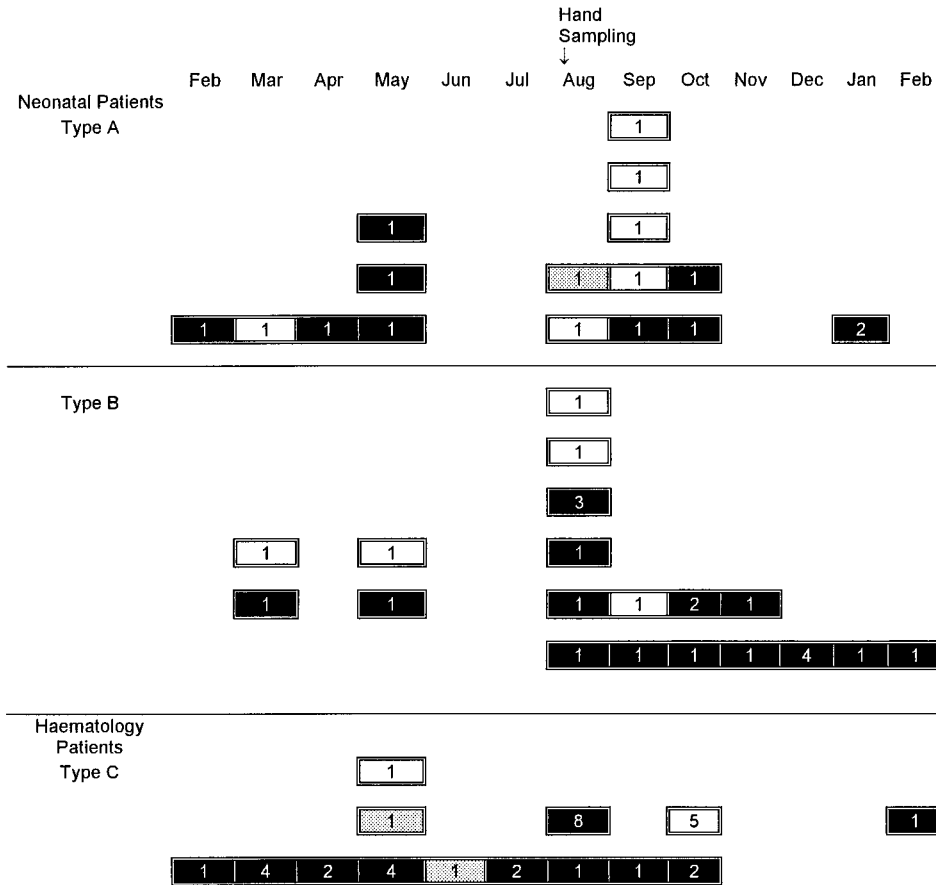 Hand
Sampling
↓
Feb Mar Apr May Jun Jul Aug Sep Oct Nov Dec Jan Feb
Neonatal Patients
Type A
1
1
1 1
1 1 1 1
1 1 1 1 1 1 1 2
Type B
1
1
3
1 1 1
1 1 1 1 2 1
1 1 1 1 4 1 1
Haematology
Patients
Type C
1
1 8 5 1
1 4 2 4 1 2 1 1 2